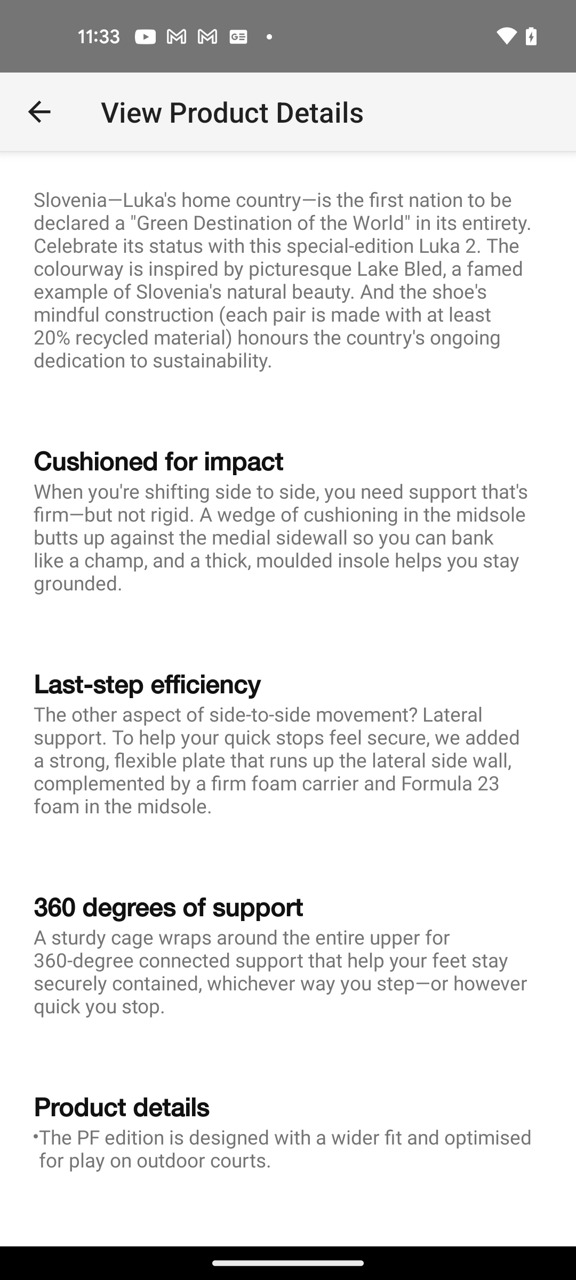 11:33
View Product Details
Slovenia—Luka's home country—is the first nation to be
declared a "Green Destination of the World" in its entirety.
Celebrate its status with this special-edition Luka 2. The
colourway is inspired by picturesque Lake Bled, a famed
example of Slovenia's natural beauty. And the shoe's
mindful construction (each pair is made with at least
20% recycled material) honours the country's ongoing
dedication to sustainability.
Cushioned for impact
When you're shifting side to side, you need support that's
firm—but not rigid. A wedge of cushioning in the midsole
butts up against the medial sidewall so you can bank
like a champ, and a thick, moulded insole helps you stay
grounded.
Last-step efficiency
The other aspect of side-to-side movement? Lateral
support. To help your quick stops feel secure, we added
a strong, flexible plate that runs up the lateral side wall,
complemented by a firm foam carrier and Formula 23
foam in the midsole.
360 degrees of support
A sturdy cage wraps around the entire upper for
360-degree connected support that help your feet stay
securely contained, whichever way you step—or however
quick you stop.
Product details
•The PF edition is designed with a wider fit and optimised
for play on outdoor courts.